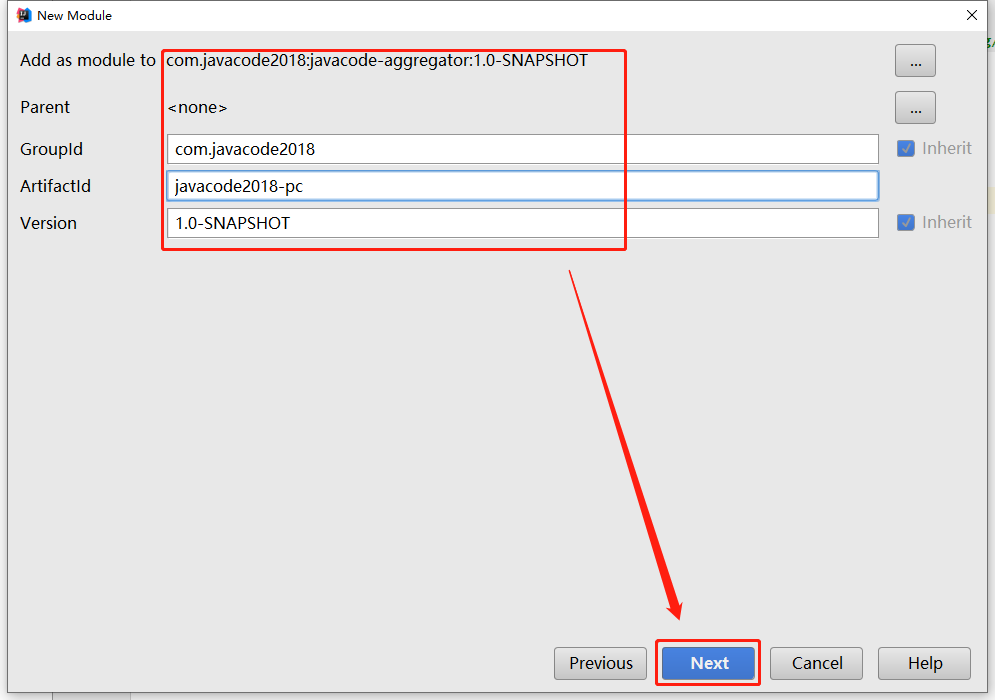 New Module
Add as module to com.javacode2018:javacode-aggregator:1.0-SNAPSHOT ...
Parent <none> ...
GroupId com.javacode2018 Inherit
ArtifactId javacode2018-pc
Version 1.0-SNAPSHOT Inherit
Previous Next Cancel Help